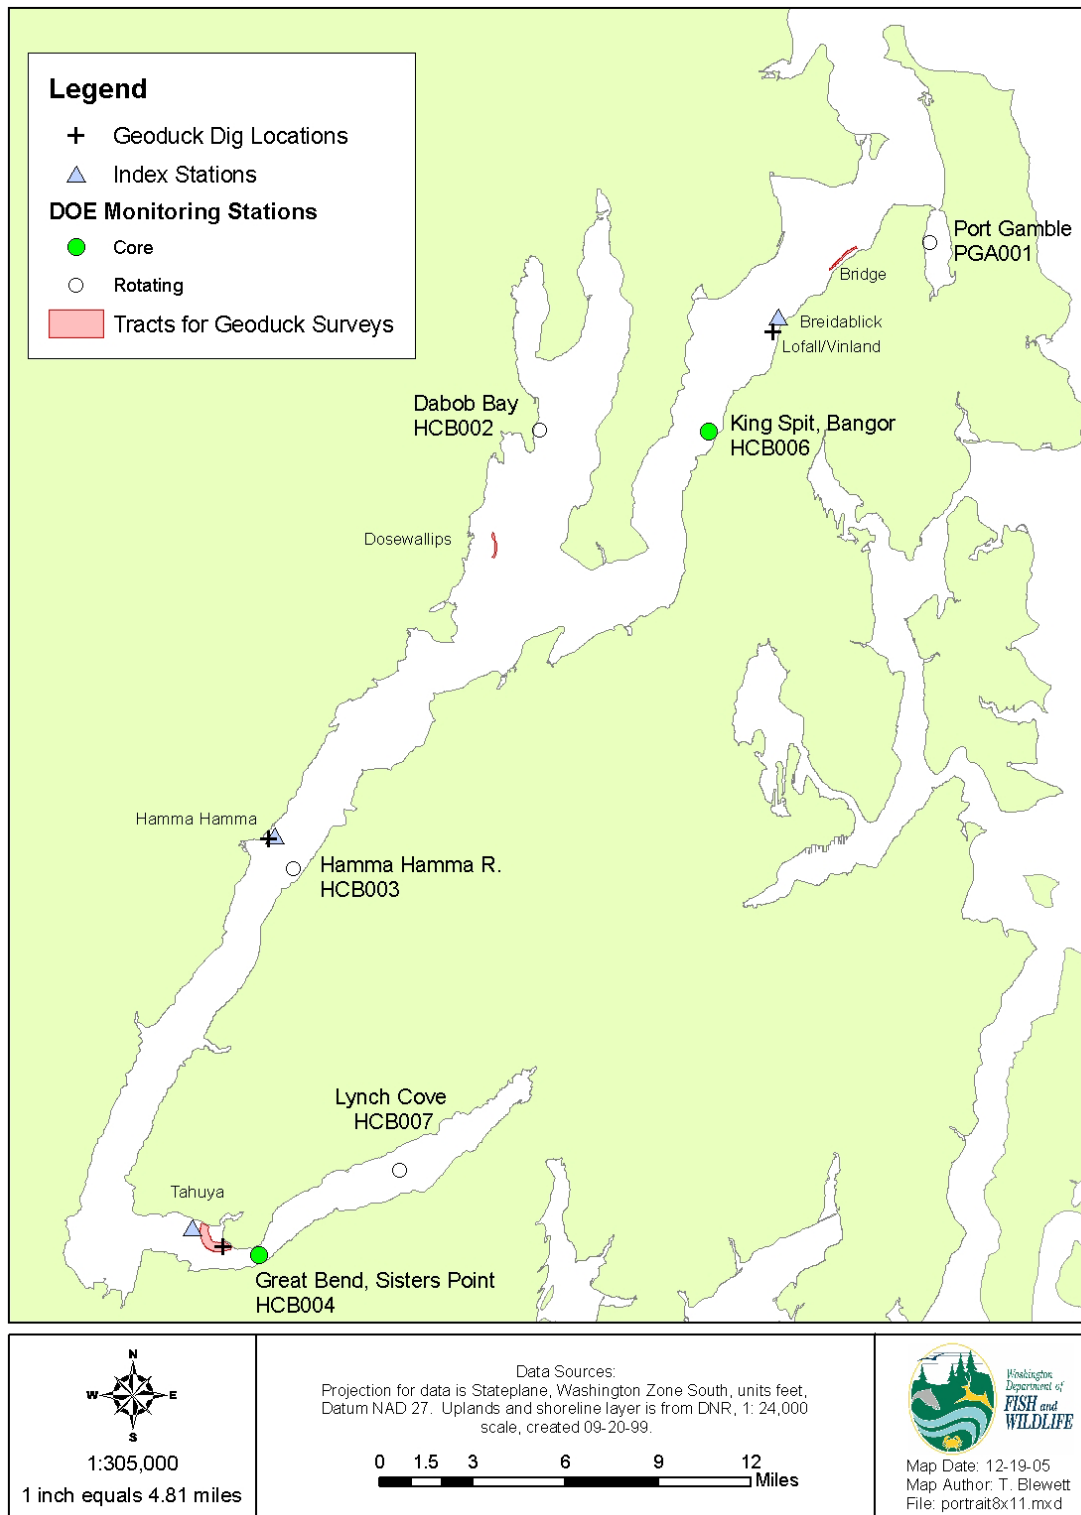 Legend
Geoduck Dig Locations
Index Stations
DOE Monitoring Stations
Core
Rotating
Tracts for Geoduck Surveys
Port Gamble
PGA001
Bridge
Breidablick
Lofall/Vinland
Dabob Bay
HCB002
King Spit, Bangor
HCB006
Dosewallips
Hamma Hamma
Hamma Hamma R.
HCB003
Lynch Cove
HCB007
Tahuya
Great Bend, Sisters Point
HCB004
N
W E
S
1:305,000
1 inch equals 4.81 miles
Data Sources:
Projection for data is Stateplane, Washington Zone South, units feet,
Datum NAD 27. Uplands and shoreline layer is from DNR, 1: 24,000
scale, created 09-20-99.
0 1.5 3 6 9 12
Miles
Washington
Department of
FISH and
WILDLIFE
Map Date: 12-19-05
Map Author: T. Blewett
File: portrait8x11.mxd